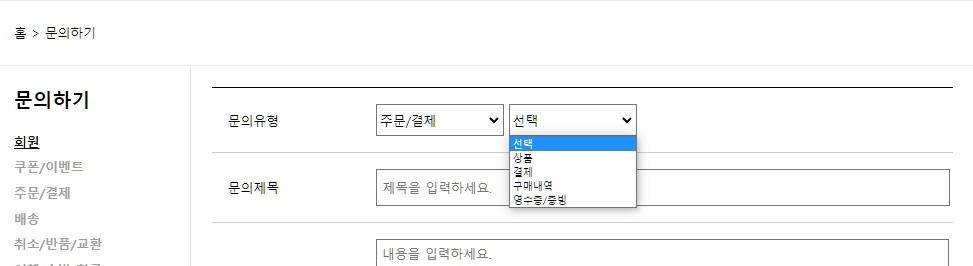 홈 > 문의하기
문의하기
회원
쿠폰/이벤트
주문/결제
배송
취소/반품/교환
문의유형
주문/결제
선택
선택
상품
결제
구매내역
영수증/증빙
문의제목
제목을 입력하세요.
내용을 입력하세요.